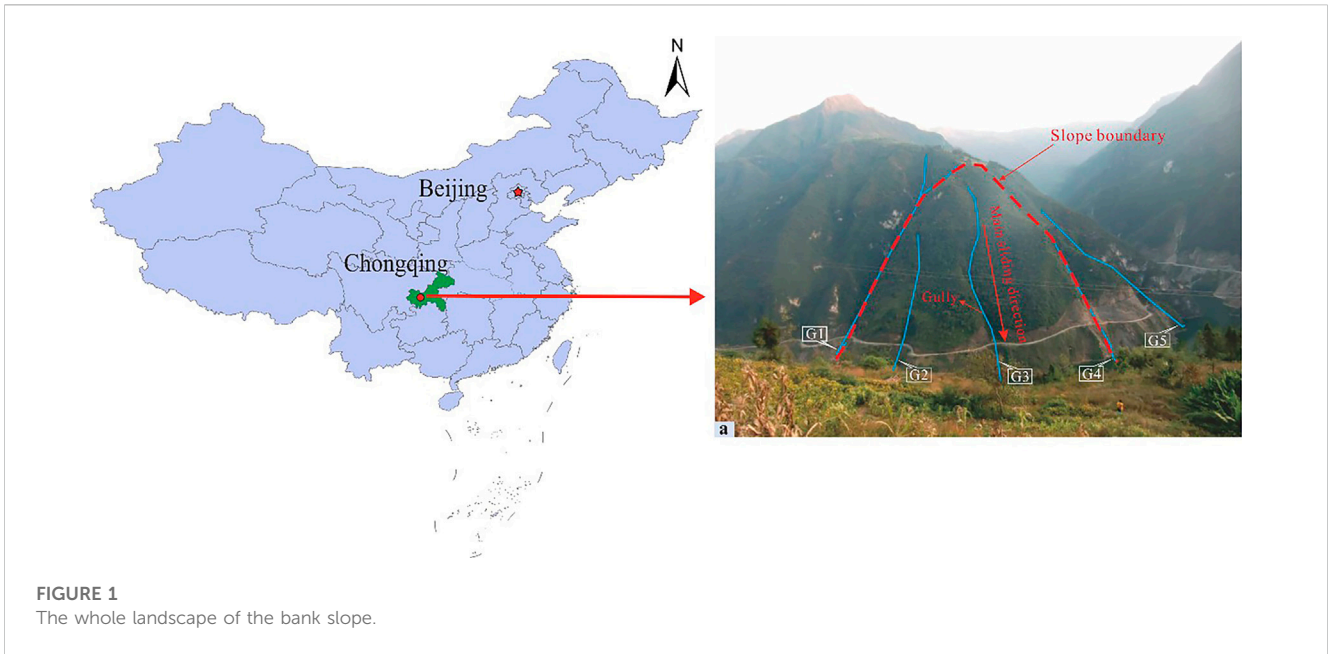 N
Beijing
Chongqing
Slope boundary
Main sliding direction
Gully
G1
G2
G3
G4
G5
a
FIGURE 1
The whole landscape of the bank slope.